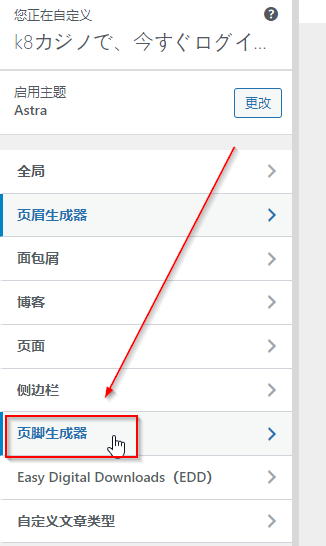 您正在自定义
k8カジノで、今すぐログイ...
启用主题
Astra
更改
全局
页眉生成器
面包屑
博客
页面
侧边栏
页脚生成器
Easy Digital Downloads（EDD）
自定义文章类型